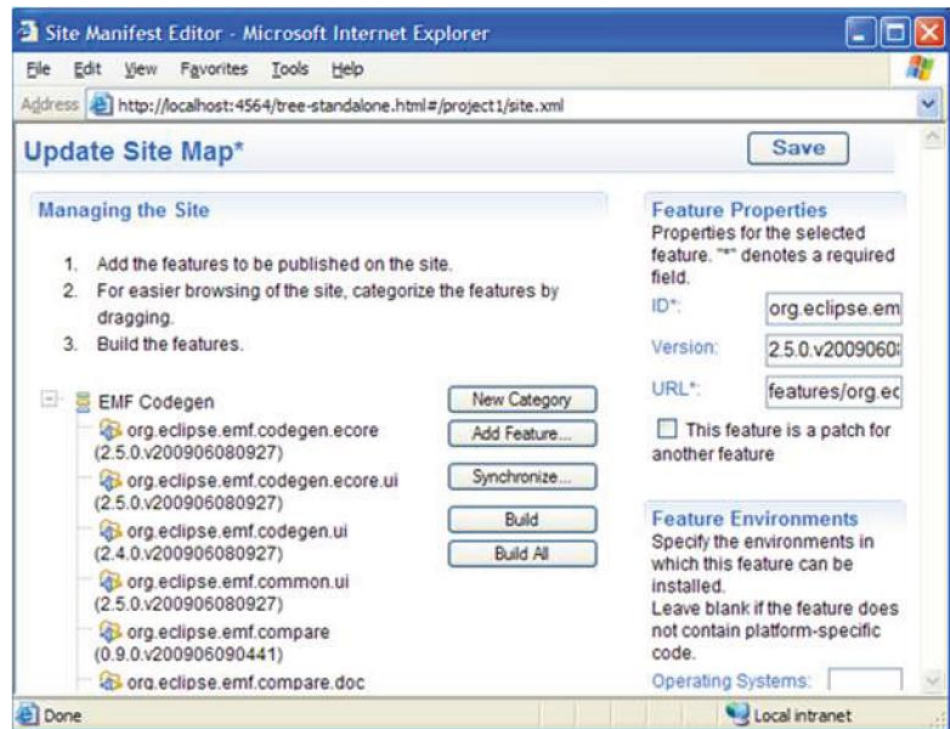 Site Manifest Editor - Microsoft Internet Explorer
File Edit View Favorites Tools Help
Address http://localhost:4564/tree-standalone.html#/project1/site.xml
Update Site Map*
Save
Managing the Site
1. Add the features to be published on the site.
2. For easier browsing of the site, categorize the features by
dragging.
3. Build the features.
EMF Codegen
org.eclipse.emf.codegen.ecore
(2.5.0.v200906080927)
org.eclipse.emf.codegen.ecore.ui
(2.5.0.v200906080927)
org.eclipse.emf.codegen.ui
(2.4.0.v200906080927)
org.eclipse.emf.common.ui
(2.5.0.v200906080927)
org.eclipse.emf.compare
(0.9.0.v200906090441)
org.eclipse.emf.compare.doc
New Category
Add Feature...
Synchronize...
Build
Build All
Feature Properties
Properties for the selected
feature. "*" denotes a required
field.
ID*: org.eclipse.em
Version: 2.5.0.v2009060
URL*: features/org.ec
This feature is a patch for
another feature
Feature Environments
Specify the environments in
which this feature can be
installed.
Leave blank if the feature does
not contain platform-specific
code.
Operating Systems:
Done
Local intranet